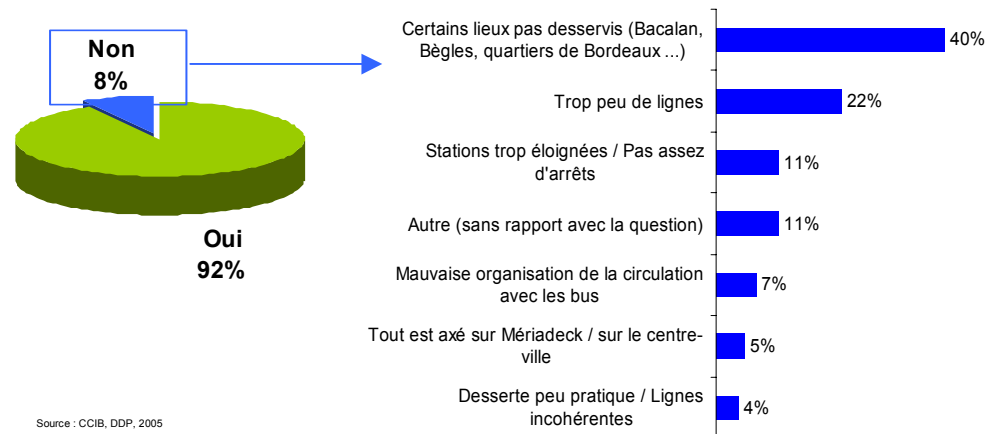 Non
8%
Oui
92%
Certains lieux pas desservis (Bacalan,
Bègles, quartiers de Bordeaux ...)
40%
Trop peu de lignes
22%
Stations trop éloignées / Pas assez
d'arrêts
11%
Autre (sans rapport avec la question)
11%
Mauvaise organisation de la circulation
avec les bus
7%
Tout est axé sur Mériadeck / sur le centre-
ville
5%
Desserte peu pratique / Lignes
incohérentes
4%
Source : CCIB, DDP, 2005